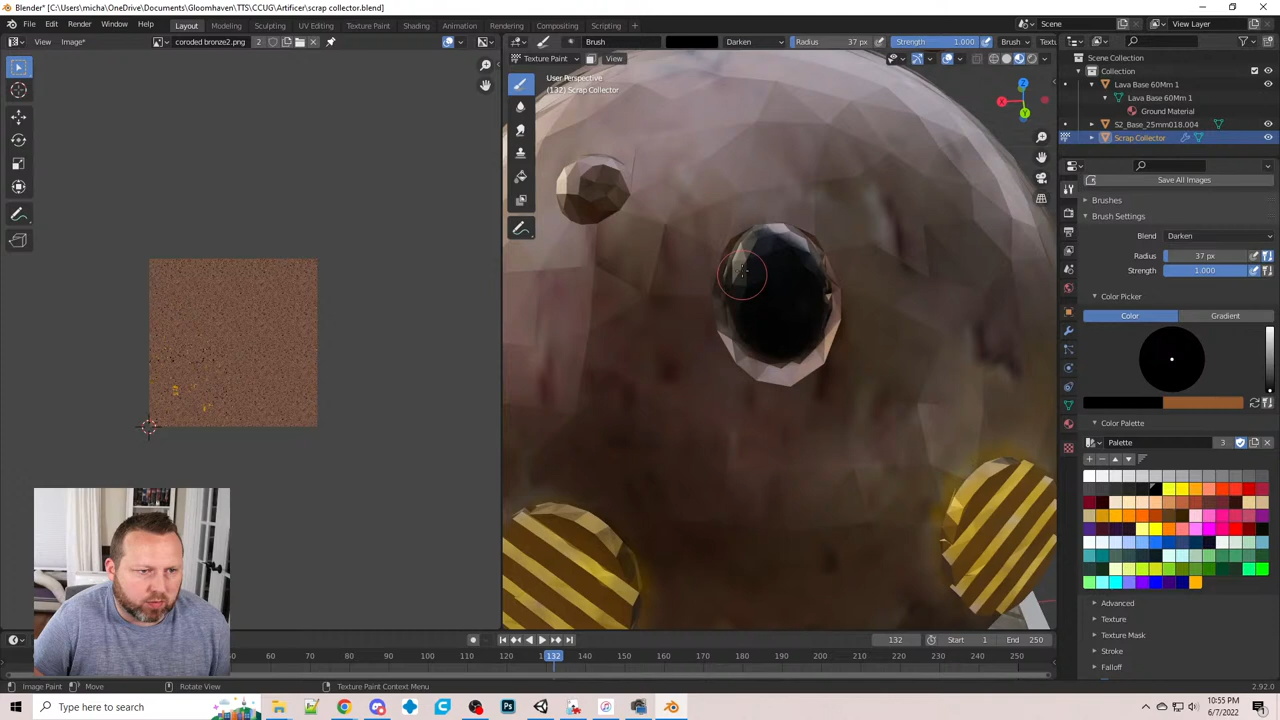 Blender* [C:\Users\micha\OneDrive\Documents\Gloomhaven\TTS\CCUG\Artificer\scrap collector.blend]
File Edit Render Window Help Layout Modeling Sculpting UV Editing Texture Paint Shading Animation Rendering Compositing Scripting Scene View Layer
View Image* coroded bronze2.png 2 Brush Darken Radius 37 px Strength 1.000 Brush
Texture Paint View
User Perspective
(132) Scrap Collector
Scene Collection
Collection
Lava Base 60Mm 1
Lava Base 60Mm 1
Ground Material
S2_Base_25mm018.004
Scrap Collector
Save All Images
Brushes
Brush Settings
Blend Darken
Radius 37 px
Strength 1.000
Color Picker
Color Gradient
Color Palette
Palette 3
Advanced
Texture
Texture Mask
Stroke
Falloff
132 Start 1 End 250
50 60 70 80 90 100 110 120 132 140 150 160 170 180 190 200 210 220 230 240 250
Image Paint Move Rotate View Texture Paint Context Menu 2.92.0
Type here to search
10:55 PM
6/7/2022